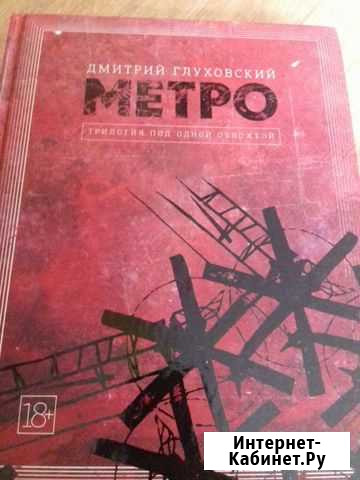 ДМИТРИЙ ГЛУХОВСКИЙ
МЕТРО
ТРИЛОГИЯ ПОД ОДНОЙ ОБЛОЖКОЙ
18+
Интернет-
Кабинет.Ру